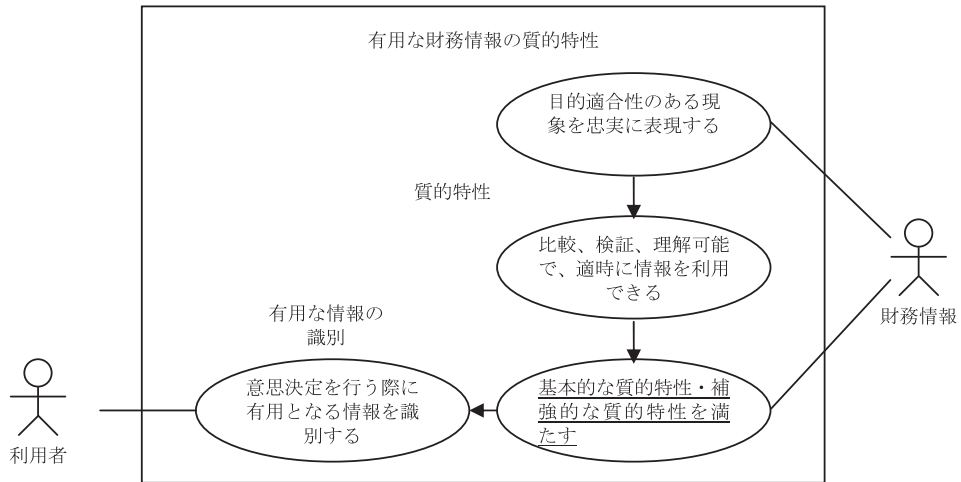 有用な財務情報の質的特性
目的適合性のある現
象を忠実に表現する
質的特性
比較、検証、理解可能
で、適時に情報を利用
できる
財務情報
有用な情報の
識別
意思決定を行う際に
有用となる情報を識
別する
基本的な質的特性・補
強的な質的特性を満
たす
利用者